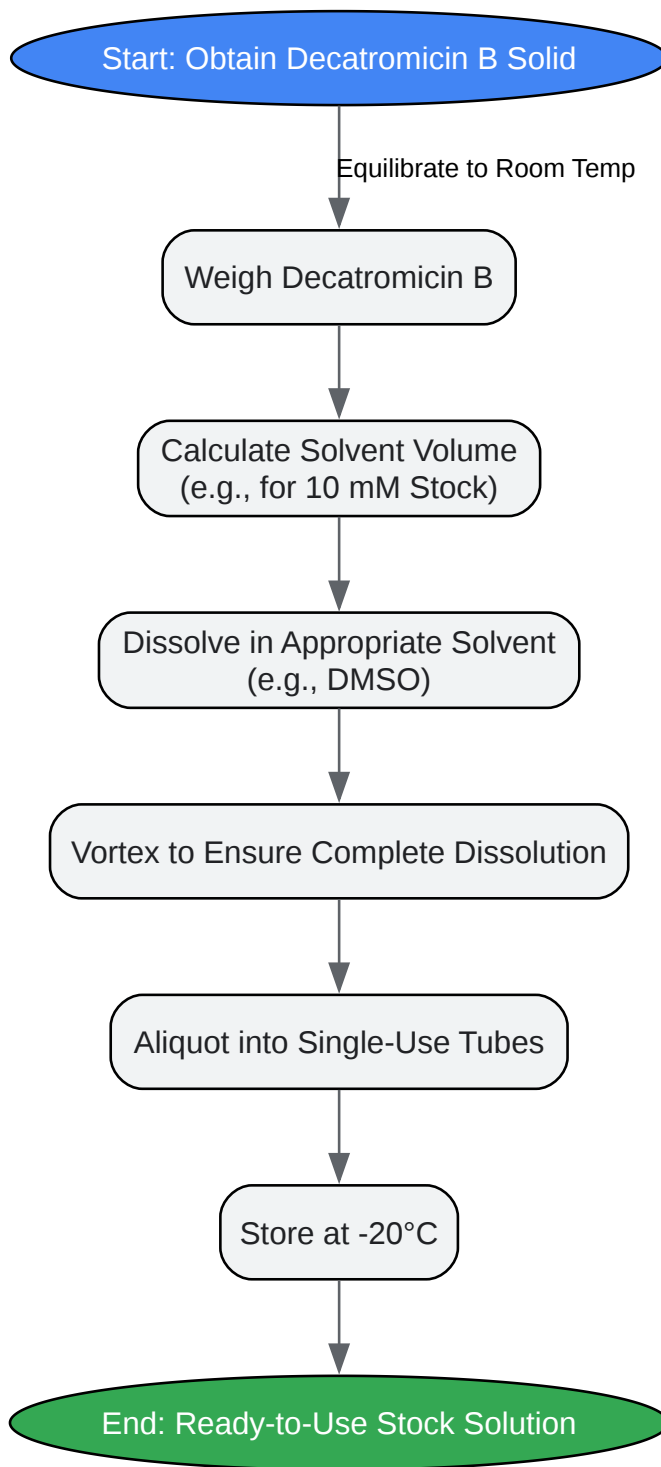 Start: Obtain Decatromicin B Solid
Equilibrate to Room Temp
Weigh Decatromicin B
Calculate Solvent Volume
(e.g., for 10 mM Stock)
Dissolve in Appropriate Solvent
(e.g., DMSO)
Vortex to Ensure Complete Dissolution
Aliquot into Single-Use Tubes
Store at -20°C
End: Ready-to-Use Stock Solution